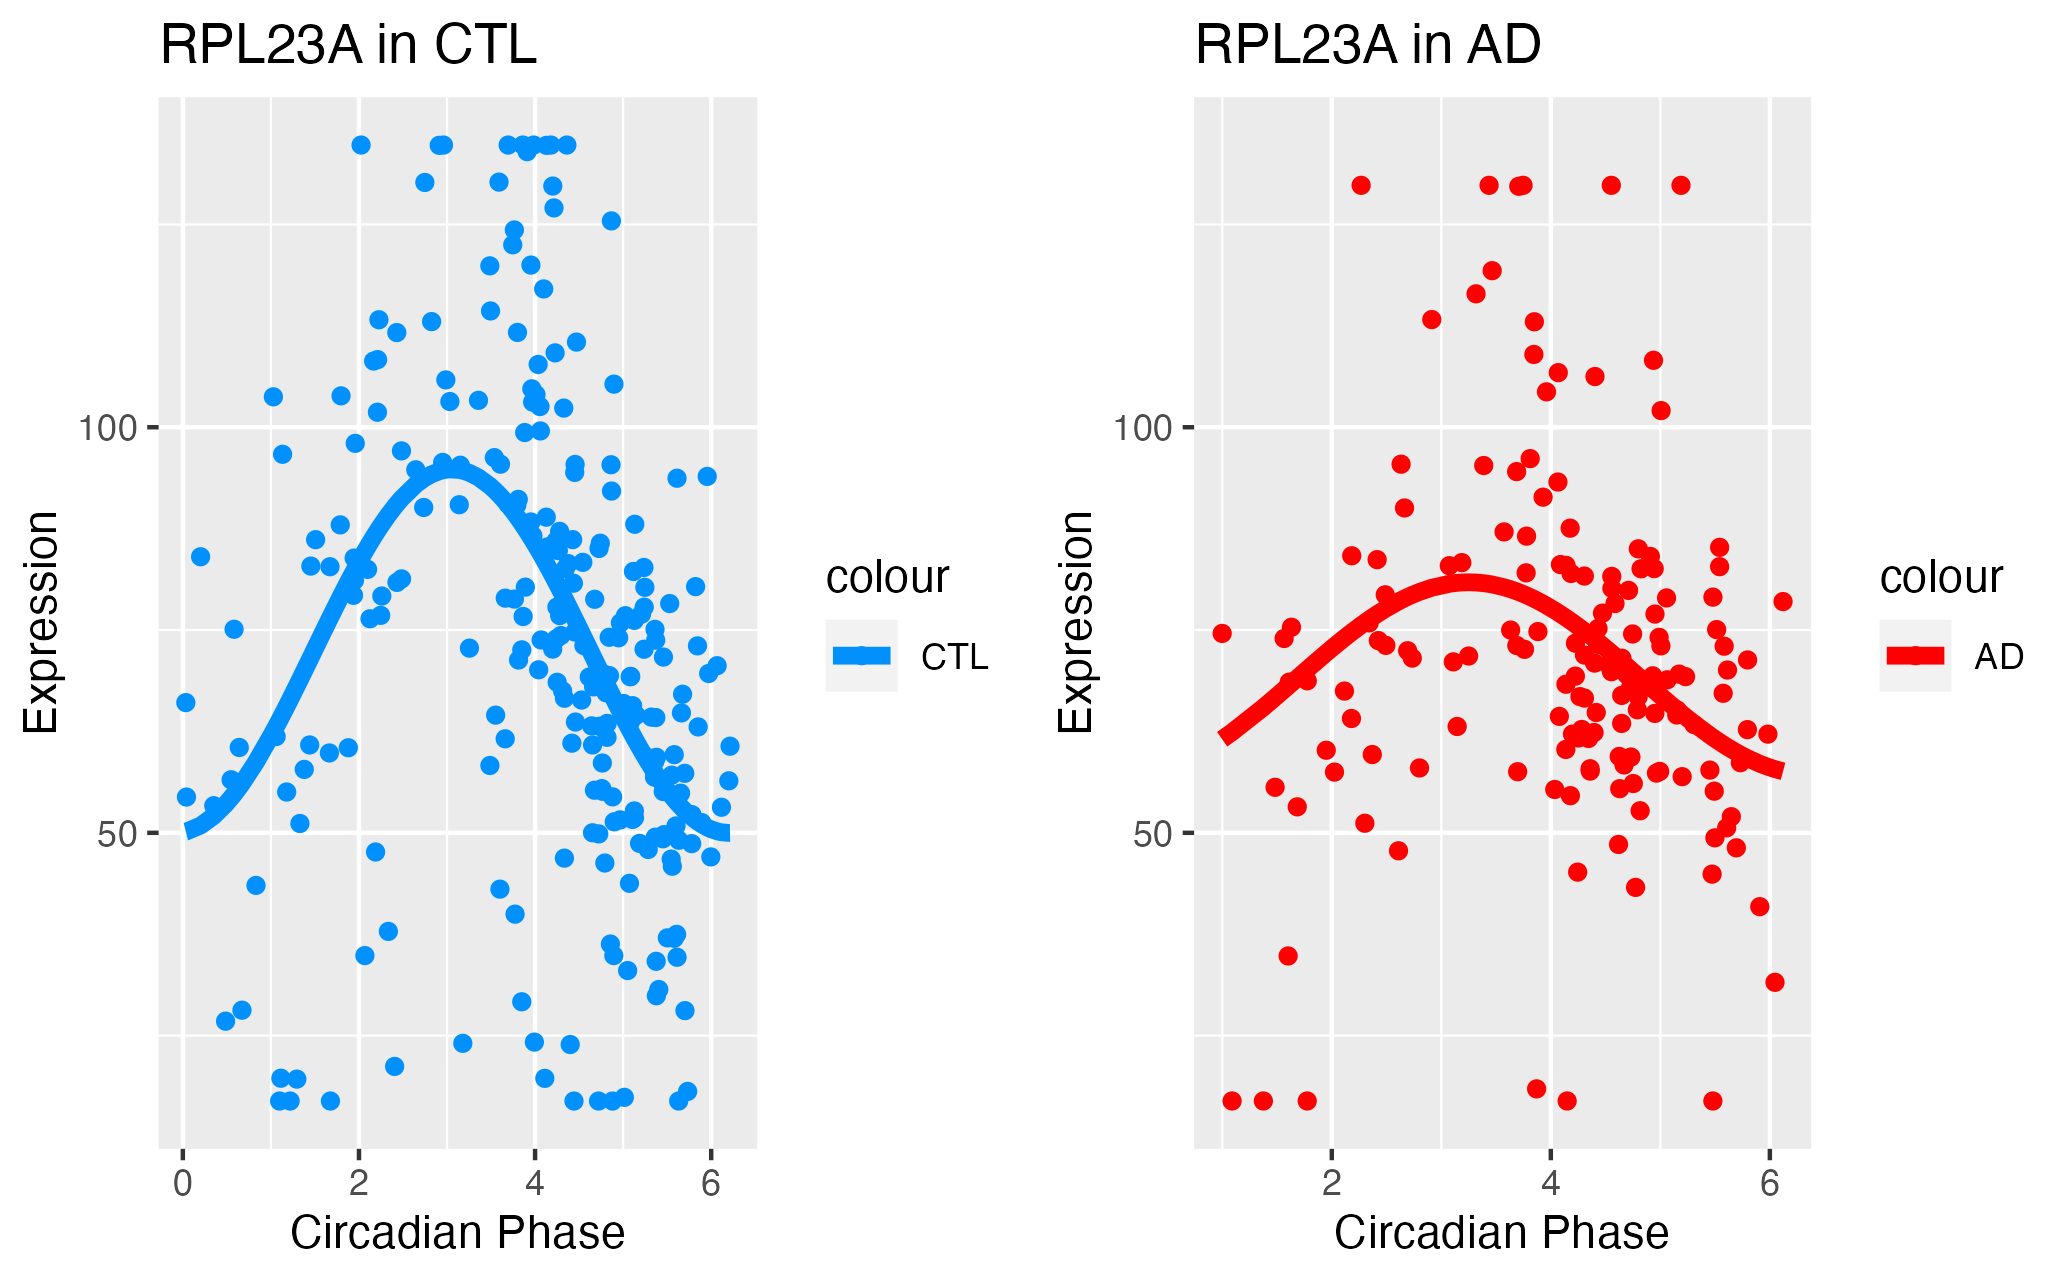 RPL23A in CTL
Expression
100
50
0 2 4 6
Circadian Phase
colour
CTL
RPL23A in AD
Expression
100
50
2 4 6
Circadian Phase
colour
AD